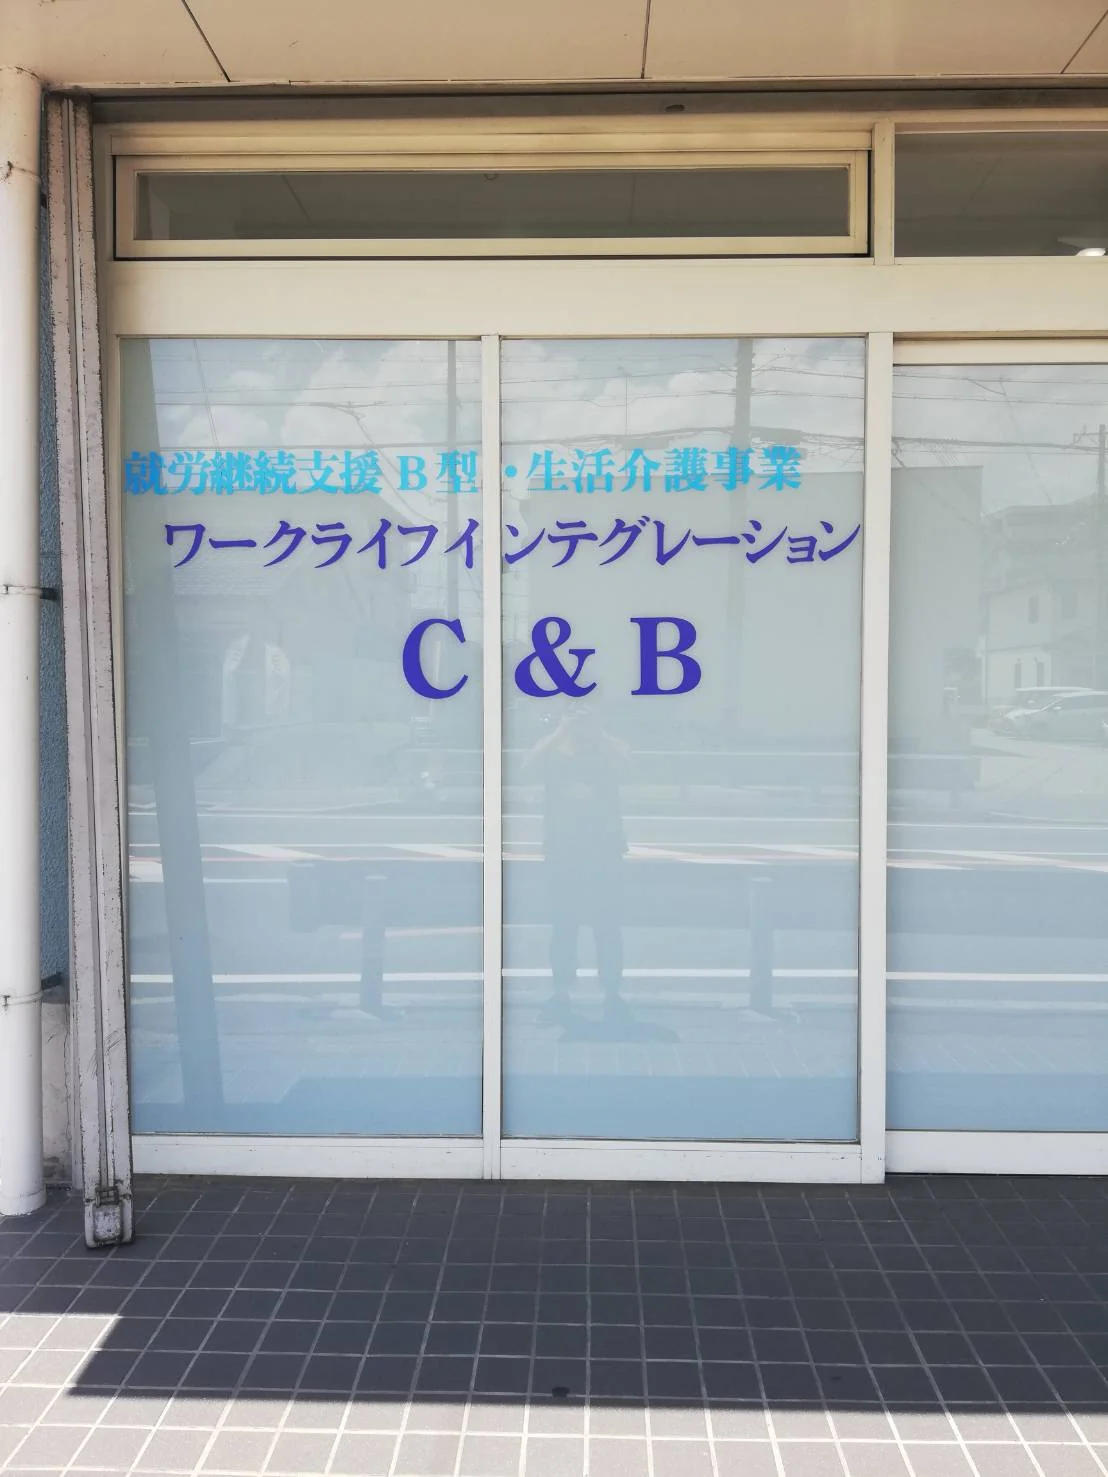 就労継続支援B型・生活介護事業
ワークライフインテグレーション
C & B